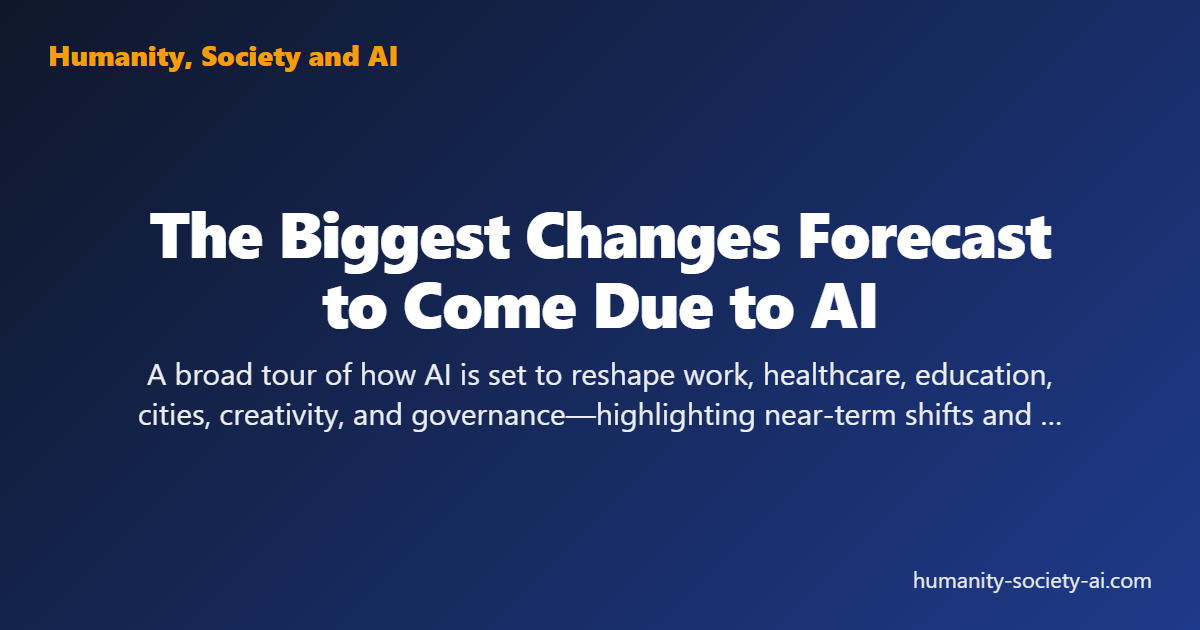 Humanity, Society and AI
The Biggest Changes Forecast
to Come Due to AI
A broad tour of how AI is set to reshape work, healthcare, education,
cities, creativity, and governance—highlighting near-term shifts and ...
humanity-society-ai.com